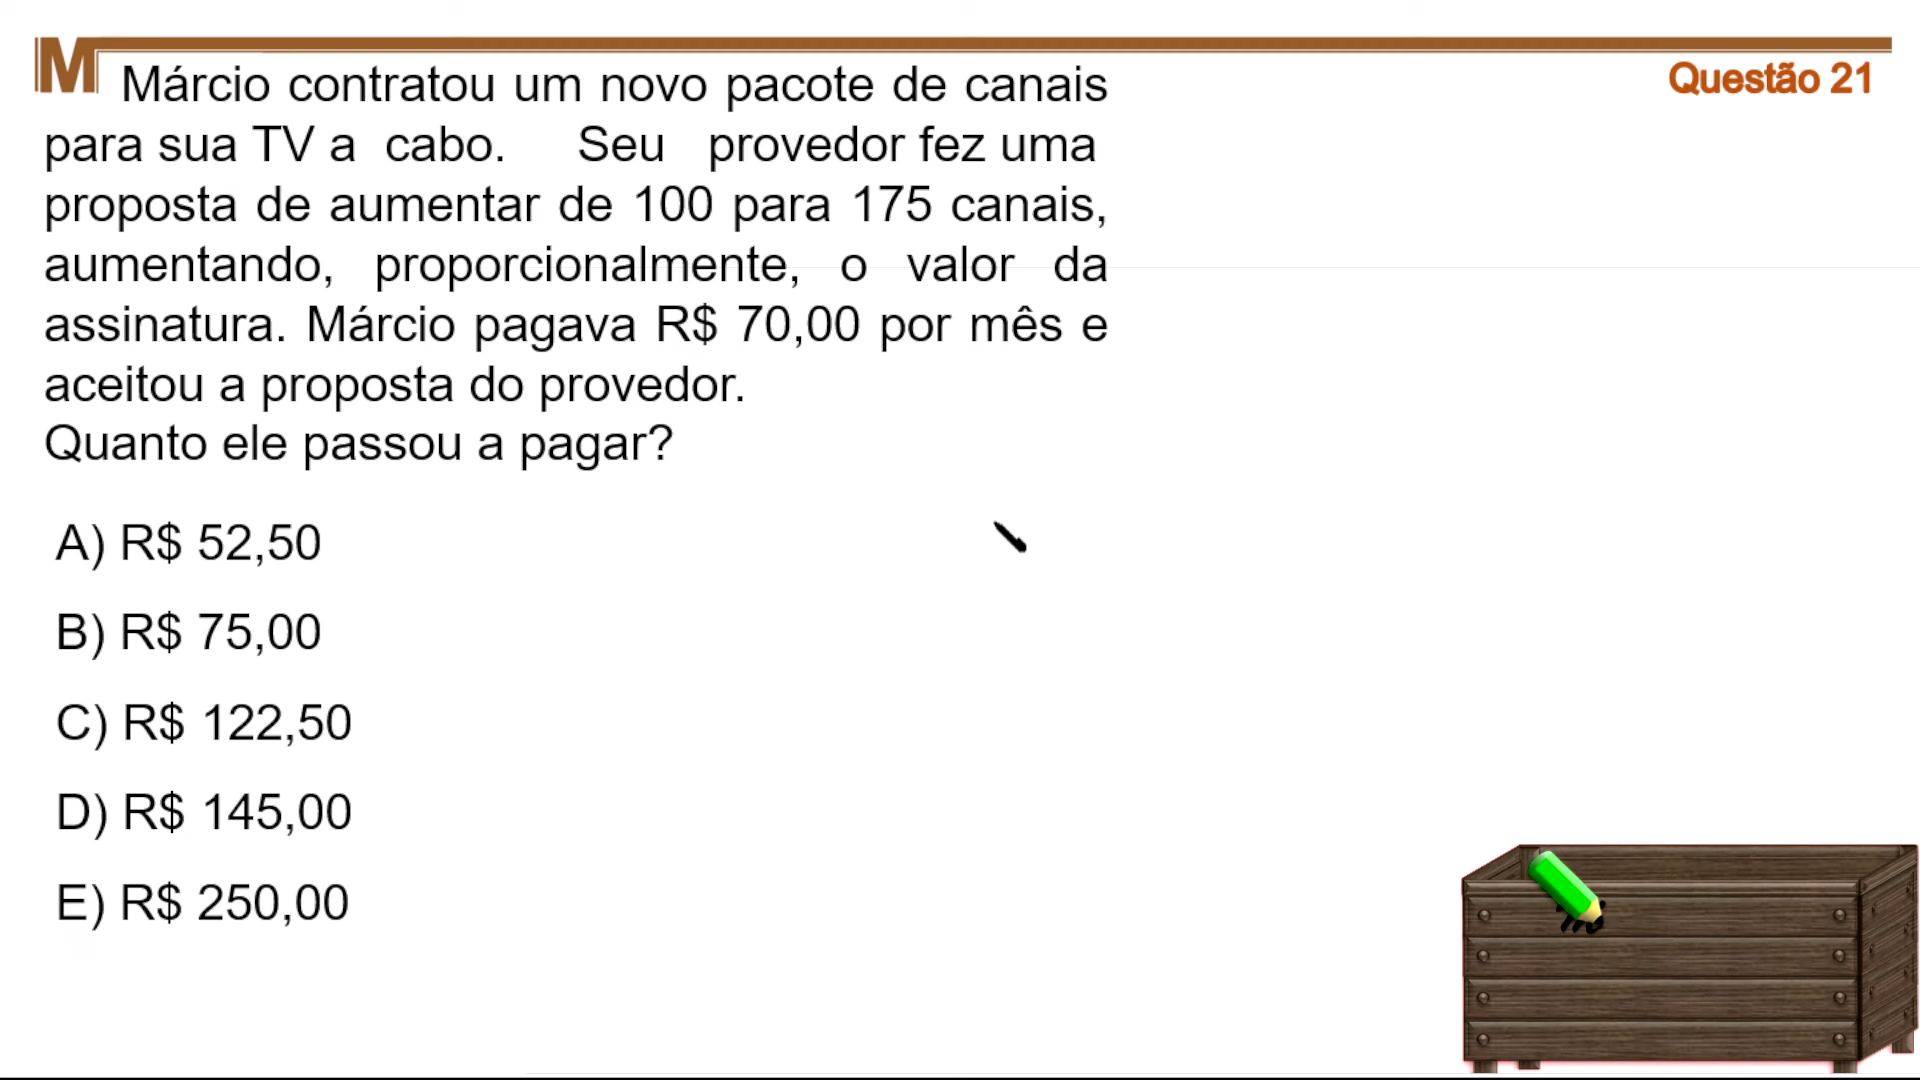 M
Questão 21
Márcio contratou um novo pacote de canais
para sua TV a cabo. Seu provedor fez uma
proposta de aumentar de 100 para 175 canais,
aumentando, proporcionalmente, o valor da
assinatura. Márcio pagava R$ 70,00 por mês e
aceitou a proposta do provedor.
Quanto ele passou a pagar?
A) R$ 52,50
B) R$ 75,00
C) R$ 122,50
D) R$ 145,00
E) R$ 250,00